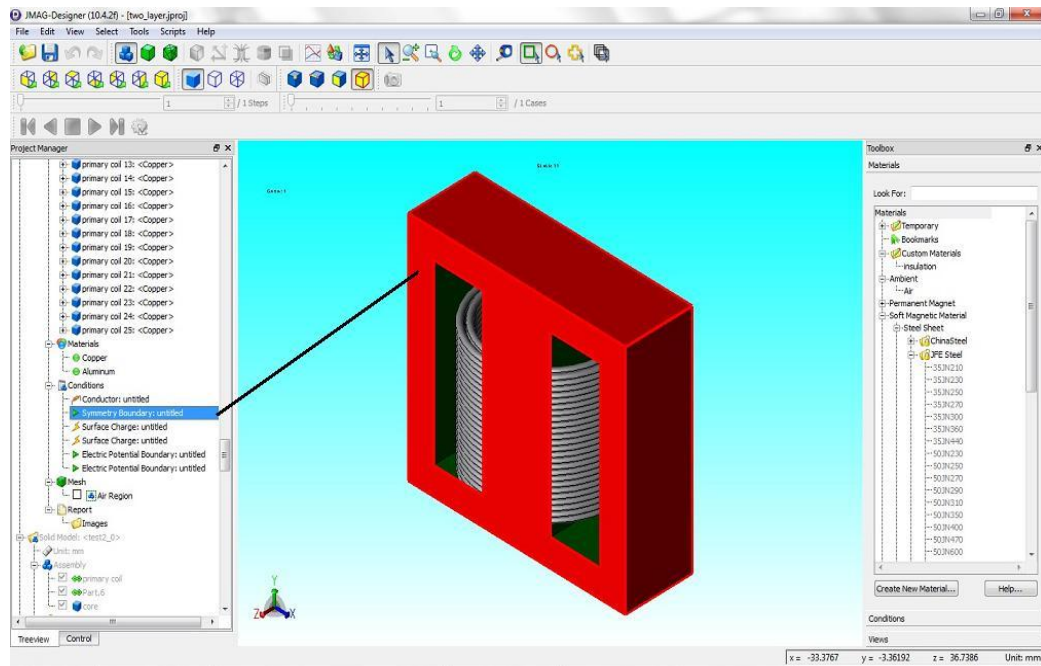 JMAG-Designer (10.4.2f) - [two_layer.jproj]
File Edit View Select Tools Scripts Help
1 / 1 Steps 1 / 1 Cases
Project Manager
primary coil 13: <Copper>
primary coil 14: <Copper>
primary coil 15: <Copper>
primary coil 16: <Copper>
primary coil 17: <Copper>
primary coil 18: <Copper>
primary coil 19: <Copper>
primary coil 20: <Copper>
primary coil 21: <Copper>
primary coil 22: <Copper>
primary coil 23: <Copper>
primary coil 24: <Copper>
primary coil 25: <Copper>
Materials
Copper
Aluminum
Conditions
Conductor: untitled
Symmetry Boundary: untitled
Surface Charge: untitled
Surface Charge: untitled
Electric Potential Boundary: untitled
Electric Potential Boundary: untitled
Mesh
Air Region
Report
Images
Solid Model: <test2_0>
Unit: mm
Assembly
primary coil
Part.6
core
Treeview Control
Y
Z X
Toolbox
Materials
Look For:
Materials
Temporary
Bookmarks
Custom Materials
insulation
Ambient
Air
Permanent Magnet
Soft Magnetic Material
Steel Sheet
ChinaSteel
JFE Steel
35JN210
35JN230
35JN250
35JN270
35JN300
35JN360
35JN440
50JN230
50JN250
50JN270
50JN290
50JN310
50JN350
50JN400
50JN470
50JN600
Create New Material... Help...
Conditions
Views
x = -33.3767 y = -3.36192 z = 36.7386 Unit: mm